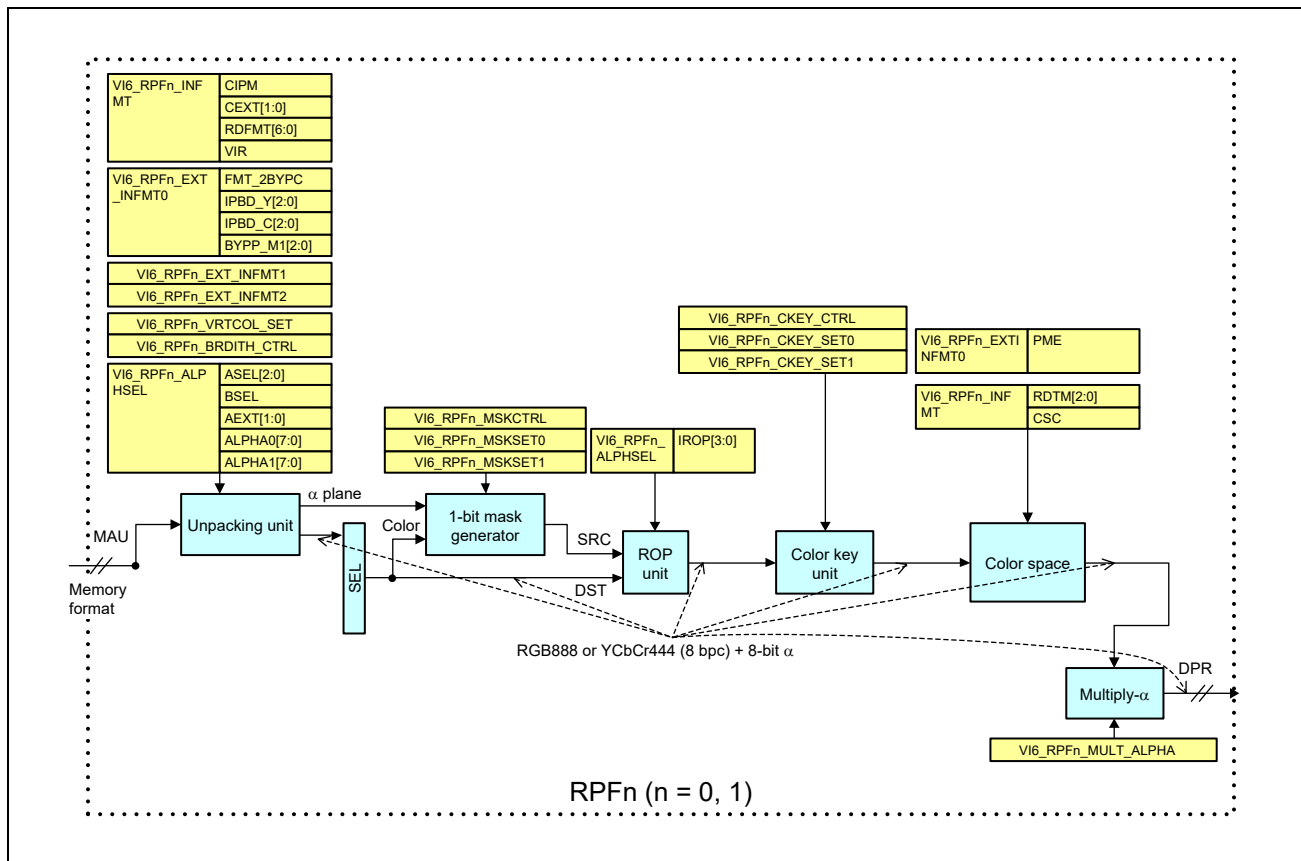 VI6_RPFn_INF
MT
CIPM
CEXT[1:0]
RDFMT[6:0]
VIR
VI6_RPFn_EXT
_INFMT0
FMT_2BYPC
IPBD_Y[2:0]
IPBD_C[2:0]
BYPP_M1[2:0]
VI6_RPFn_EXT_INFMT1
VI6_RPFn_EXT_INFMT2
VI6_RPFn_VRTCOL_SET
VI6_RPFn_BRDITH_CTRL
VI6_RPFn_ALP
HSEL
ASEL[2:0]
BSEL
AEXT[1:0]
ALPHA0[7:0]
ALPHA1[7:0]
VI6_RPFn_MSKCTRL
VI6_RPFn_MSKSET0
VI6_RPFn_MSKSET1
VI6_RPFn_
ALPHSEL
IROP[3:0]
VI6_RPFn_CKEY_CTRL
VI6_RPFn_CKEY_SET0
VI6_RPFn_CKEY_SET1
VI6_RPFn_EXTI
NFMT0
PME
VI6_RPFn_INF
MT
RDTM[2:0]
CSC
MAU
Memory
format
Unpacking unit
α plane
SEL
Color
1-bit mask
generator
SRC
DST
ROP
unit
Color key
unit
Color space
RGB888 or YCbCr444 (8 bpc) + 8-bit α
Multiply-α
DPR
VI6_RPFn_MULT_ALPHA
RPFn (n = 0, 1)